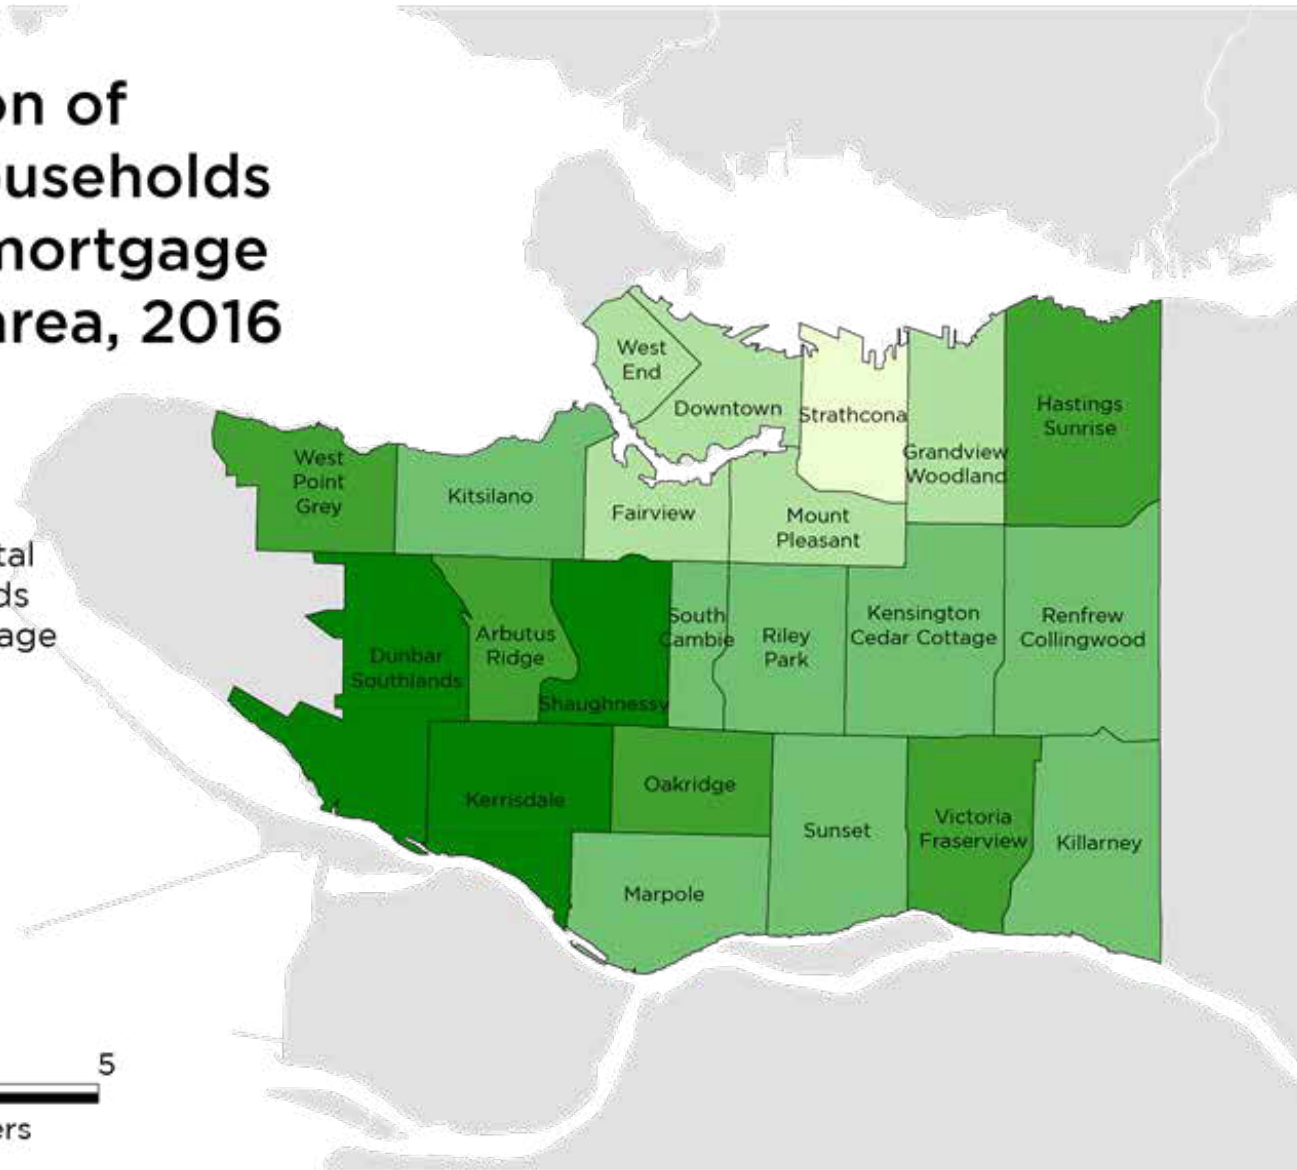 on of
ouseholds
mortgage
area, 2016
West
End
Downtown
Strathcona
Hastings
Sunrise
Grandview
Woodland
West
Point
Grey
Kitsilano
Fairview
Mount
Pleasant
tal
ds
age
Dunbar
Southlands
Arbutus
Ridge
Shaughnessy
South
Cambie
Riley
Park
Kensington
Cedar Cottage
Renfrew
Collingwood
Kerrisdale
Oakridge
Sunset
Victoria
Fraserview
Killarney
Marpole
5
ers